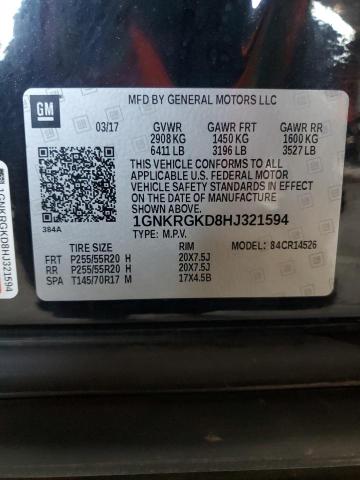 GM
MFD BY GENERAL MOTORS LLC
03/17 GVWR GAWR FRT GAWR RR
2908 KG 1450 KG 1600 KG
6411 LB 3196 LB 3527 LB
THIS VEHICLE CONFORMS TO ALL
APPLICABLE U.S. FEDERAL MOTOR
VEHICLE SAFETY STANDARDS IN EFFECT
ON THE DATE OF MANUFACTURE
SHOWN ABOVE.
384A
1GNKRGKD8HJ321594
TYPE: M.P.V.
TIRE SIZE RIM MODEL: 84CR14526
FRT P255/55R20 H 20X7.5J
RR P255/55R20 H 20X7.5J
SPA T145/70R17 M 17X4.5B
1GNKRGKD8HJ321594